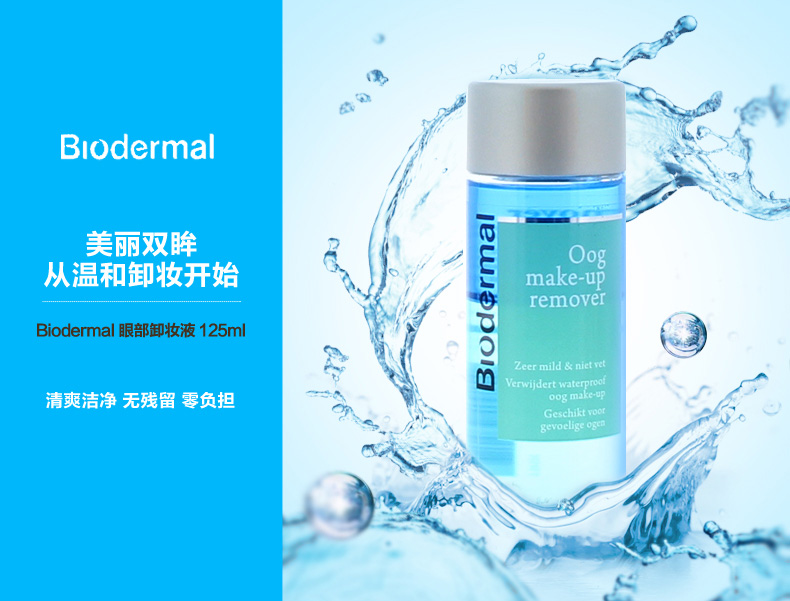 Biodermal
美丽双眸
从温和卸妆开始
Biodermal 眼部卸妆液 125ml
清爽洁净 无残留 零负担
Biodermal
Oog
make-up
remover
Zeer mild & niet vet
Verwijdert waterproof
oog make-up
Geschikt voor
gevoelige ogen